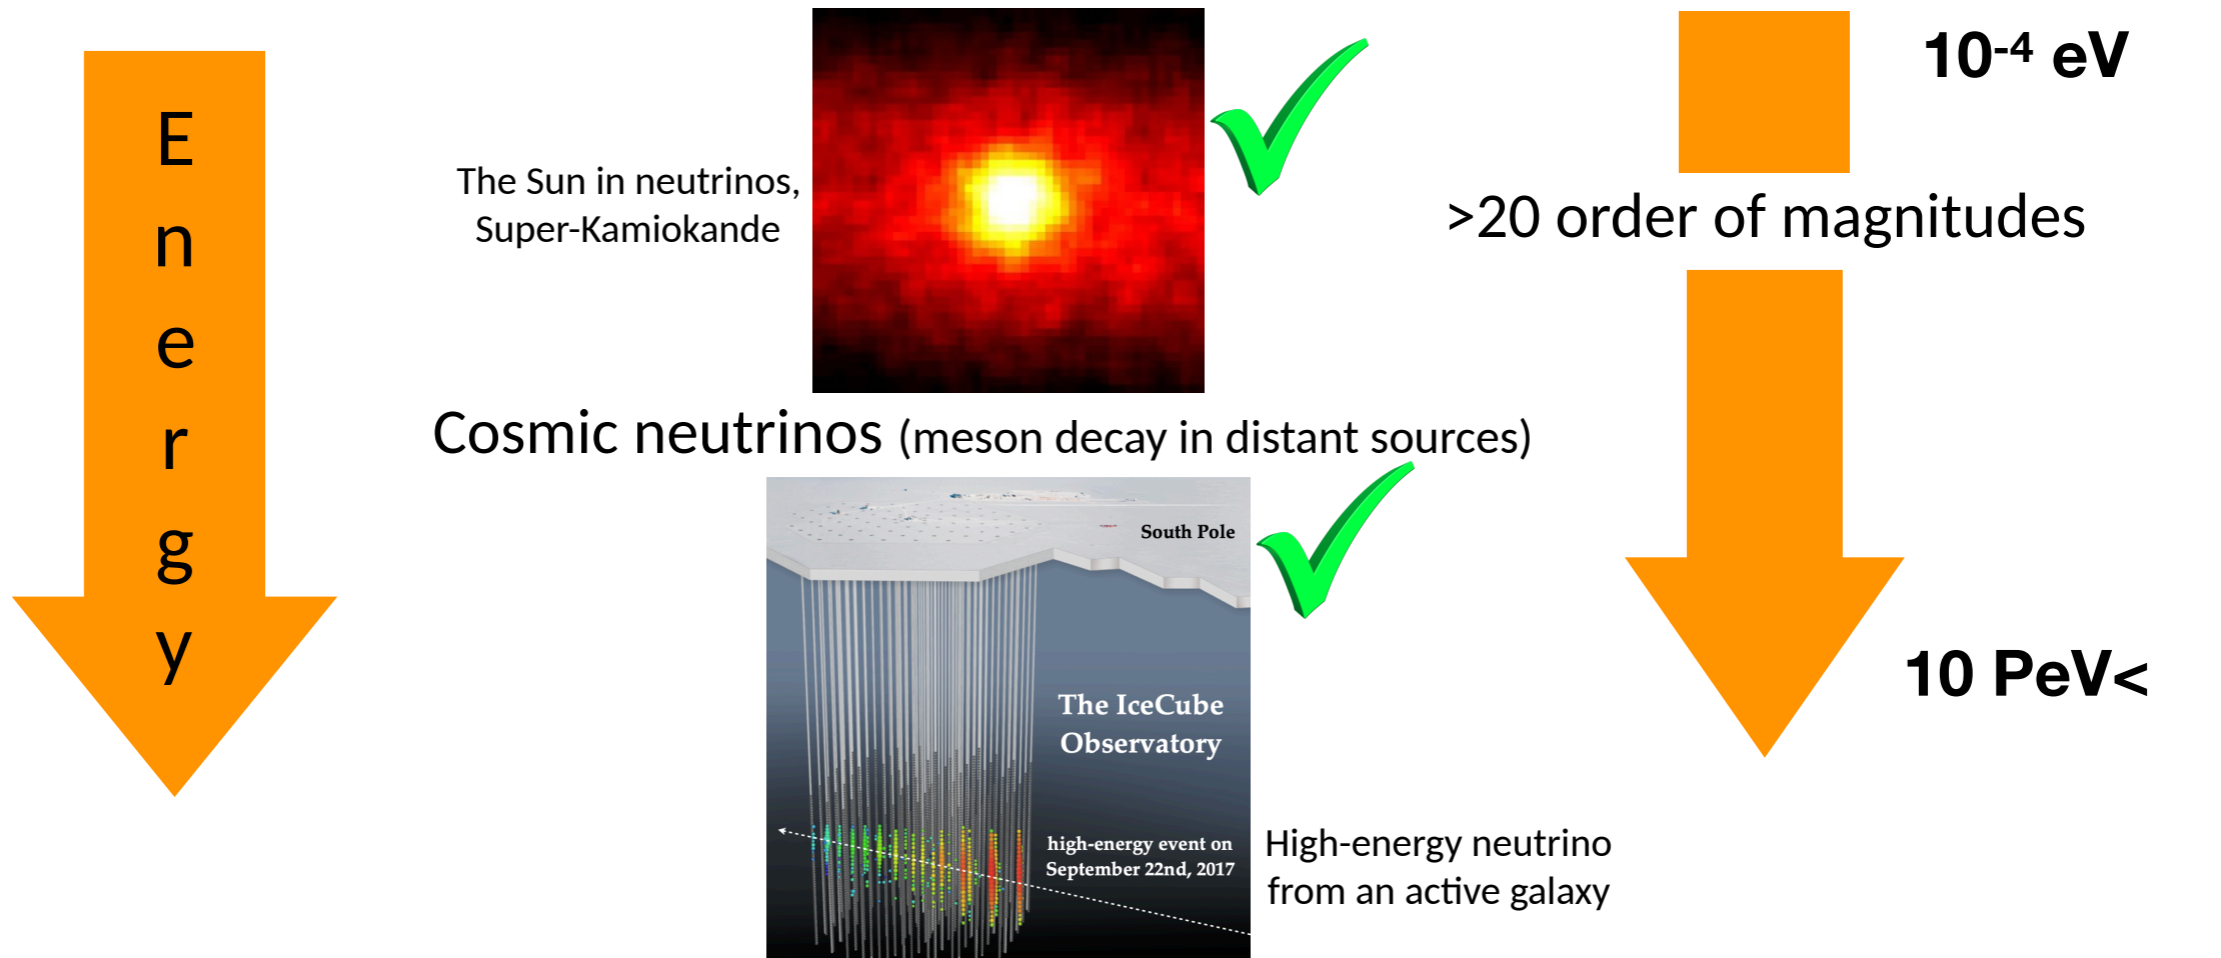 Energy
The Sun in neutrinos,
Super-Kamiokande
10-4 eV
>20 order of magnitudes
Cosmic neutrinos (meson decay in distant sources)
South Pole
The IceCube
Observatory
high-energy event on
September 22nd, 2017
High-energy neutrino
from an active galaxy
10 PeV<